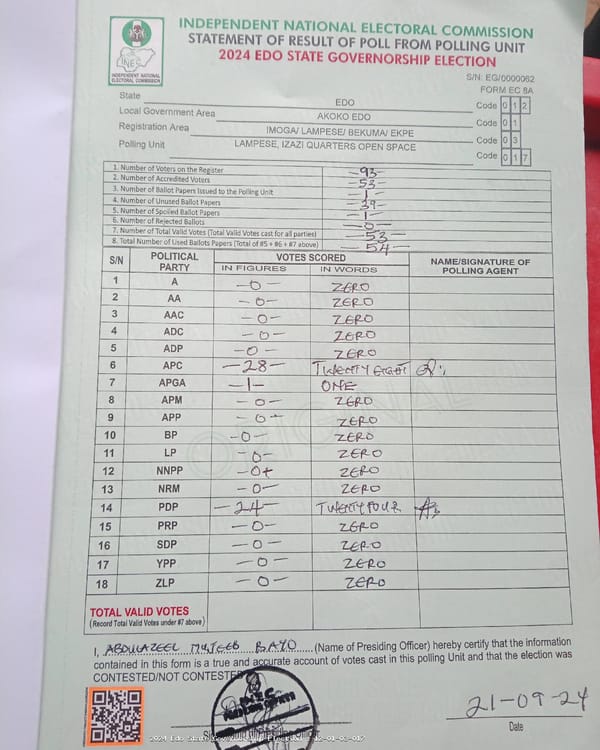 INDEPENDENT NATIONAL ELECTORAL COMMISSION
STATEMENT OF RESULT OF POLL FROM POLLING UNIT
2024 EDO STATE GOVERNORSHIP ELECTION
INEC
INDEPENDENT NATIONAL
ELECTORAL COMMISSION
S/N: EG/0000062
FORM EC 8A
State EDO Code 0 1 2
Local Government Area AKOKO EDO Code 0 1
Registration Area IMOGA/ LAMPESE/ BEKUMA/ EKPE Code 0 3
Polling Unit LAMPESE, IZAZI QUARTERS OPEN SPACE Code 0 1 7
1. Number of Voters on the Register -93-
2. Number of Accredited Voters -53-
3. Number of Ballot Papers Issued to the Polling Unit -1-
4. Number of Unused Ballot Papers -39-
5. Number of Spoiled Ballot Papers -1-
6. Number of Rejected Ballots -0-
7. Number of Total Valid Votes (Total Valid Votes cast for all parties) -53-
8. Total Number of Used Ballots Papers (Total of #5 + #6 + #7 above) -54-
S/N POLITICAL PARTY VOTES SCORED NAME/SIGNATURE OF POLLING AGENT
IN FIGURES IN WORDS
1 A -0- ZERO
2 AA -0- ZERO
3 AAC -0- ZERO
4 ADC -0- ZERO
5 ADP -0- ZERO
6 APC -28- TWENTY EIGHT
7 APGA -1- ONE
8 APM -0- ZERO
9 APP -0- ZERO
10 BP -0- ZERO
11 LP -0- ZERO
12 NNPP -0- ZERO
13 NRM -0- ZERO
14 PDP -24- TWENTY FOUR
15 PRP -0- ZERO
16 SDP -0- ZERO
17 YPP -0- ZERO
18 ZLP -0- ZERO
ORIGINAL
TOTAL VALID VOTES
(Record Total Valid Votes under #7 above)
I, ABDULAZEEL MUJEEB BAYO (Name of Presiding Officer) hereby certify that the information
contained in this form is a true and accurate account of votes cast in this polling Unit and that the election was
CONTESTED/NOT CONTESTED
21-09-24
Date